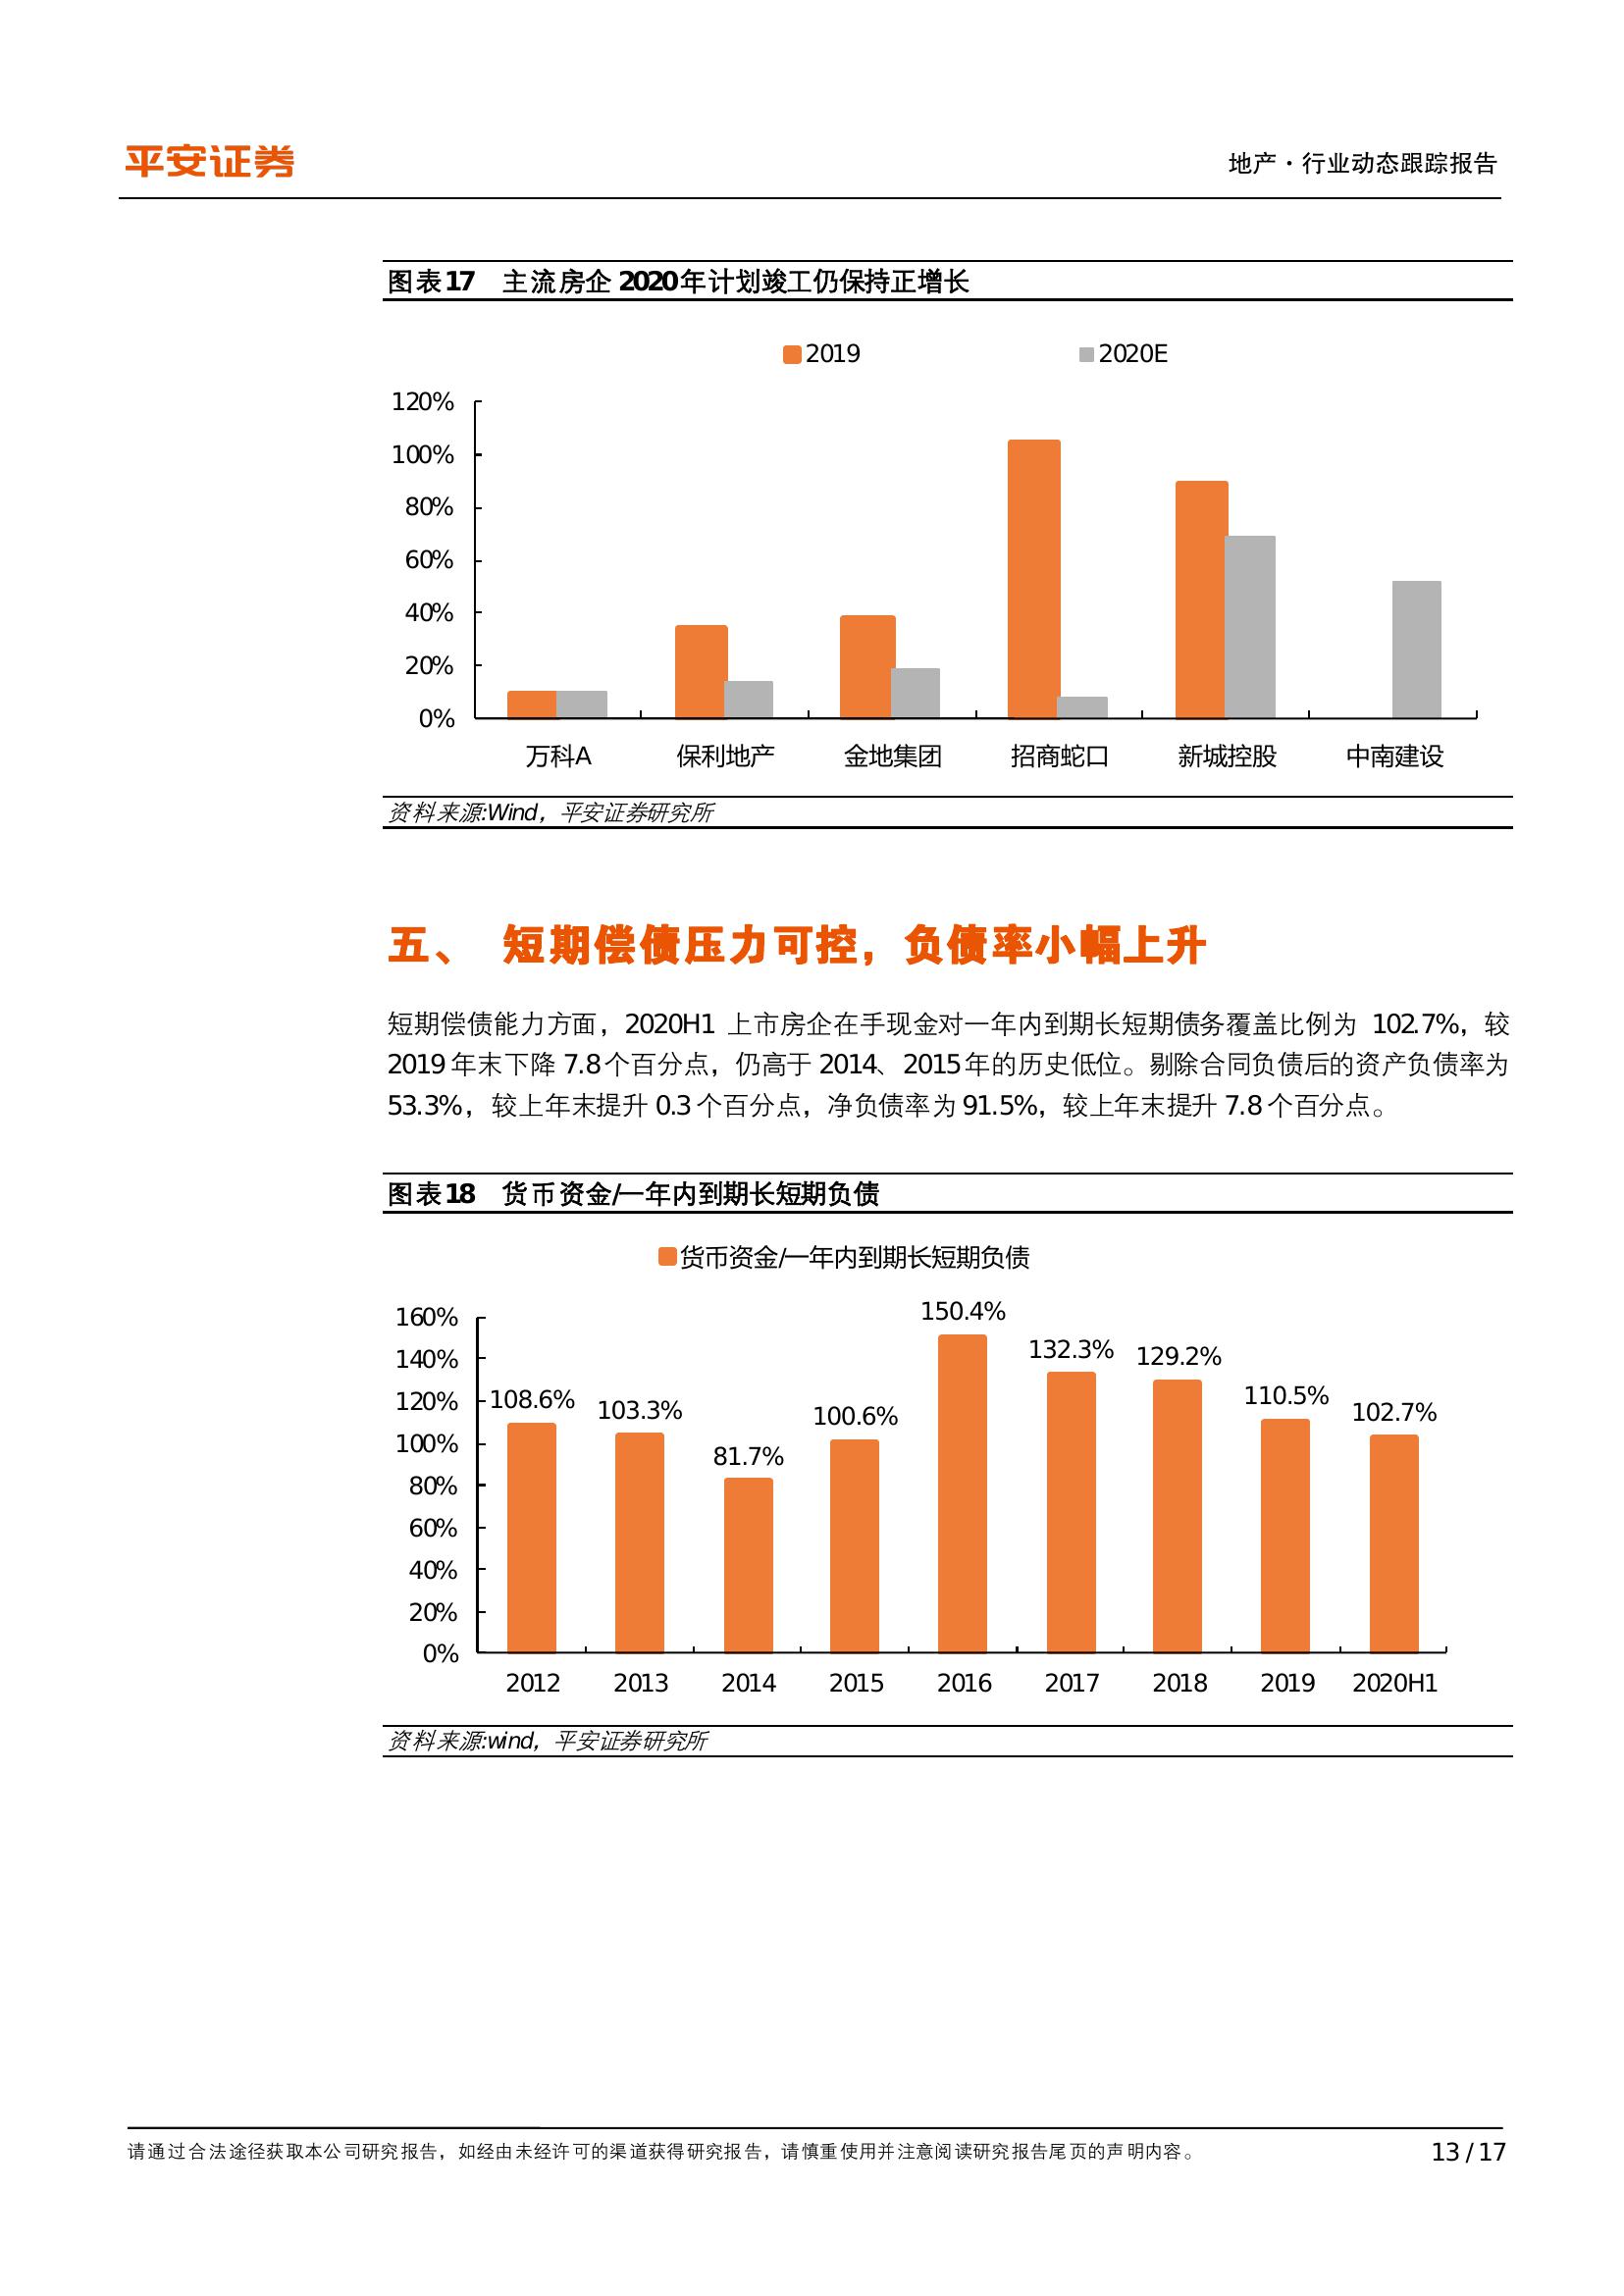 平安证券
地产·行业动态跟踪报告
图表17 主流房企2020年计划竣工仍保持正增长
2019 2020E
120%
100%
80%
60%
40%
20%
0%
万科A 保利地产 金地集团 招商蛇口 新城控股 中南建设
资料来源:Wind，平安证券研究所
五、 短期偿债压力可控，负债率小幅上升
短期偿债能力方面，2020H1 上市房企在手现金对一年内到期长短期债务覆盖比例为 102.7%，较
2019年末下降 7.8个百分点，仍高于 2014、2015年的历史低位。剔除合同负债后的资产负债率为
53.3%，较上年末提升 0.3个百分点，净负债率为91.5%，较上年末提升 7.8个百分点。
图表18 货币资金/一年内到期长短期负债
货币资金/一年内到期长短期负债
160%
140%
120%
100%
80%
60%
40%
20%
0%
108.6% 103.3% 81.7% 100.6% 150.4% 132.3% 129.2% 110.5% 102.7%
2012 2013 2014 2015 2016 2017 2018 2019 2020H1
资料来源:wind，平安证券研究所
请通过合法途径获取本公司研究报告，如经由未经许可的渠道获得研究报告，请慎重使用并注意阅读研究报告尾页的声明内容。
13 / 17